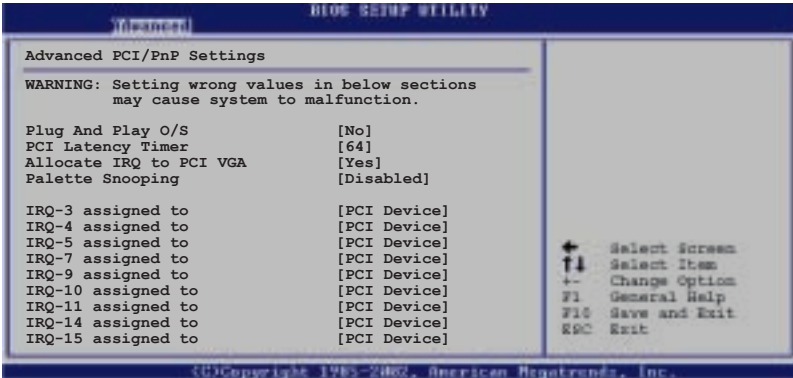 BIOS SETUP UTILITY
Advanced
Advanced PCI/PnP Settings
WARNING: Setting wrong values in below sections
may cause system to malfunction.
Plug And Play O/S [No]
PCI Latency Timer [64]
Allocate IRQ to PCI VGA [Yes]
Palette Snooping [Disabled]
IRQ-3 assigned to [PCI Device]
IRQ-4 assigned to [PCI Device]
IRQ-5 assigned to [PCI Device]
IRQ-7 assigned to [PCI Device]
IRQ-9 assigned to [PCI Device]
IRQ-10 assigned to [PCI Device]
IRQ-11 assigned to [PCI Device]
IRQ-14 assigned to [PCI Device]
IRQ-15 assigned to [PCI Device]
← Select Screen
↑↓ Select Item
+- Change Option
F1 General Help
F10 Save and Exit
ESC Exit
(C)Copyright 1985-2002, American Megatrends, Inc.